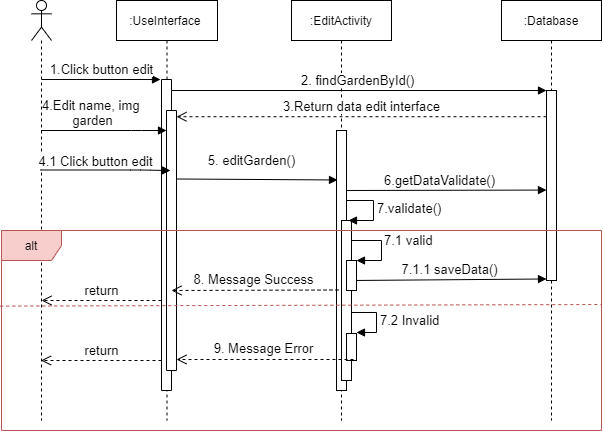 :UseInterface
:EditActivity
:Database
1.Click button edit
2. findGardenById()
3.Return data edit interface
4.Edit name, img
garden
4.1 Click button edit
5. editGarden()
6.getDataValidate()
7.validate()
alt
7.1 valid
7.1.1 saveData()
8. Message Success
return
7.2 Invalid
9. Message Error
return